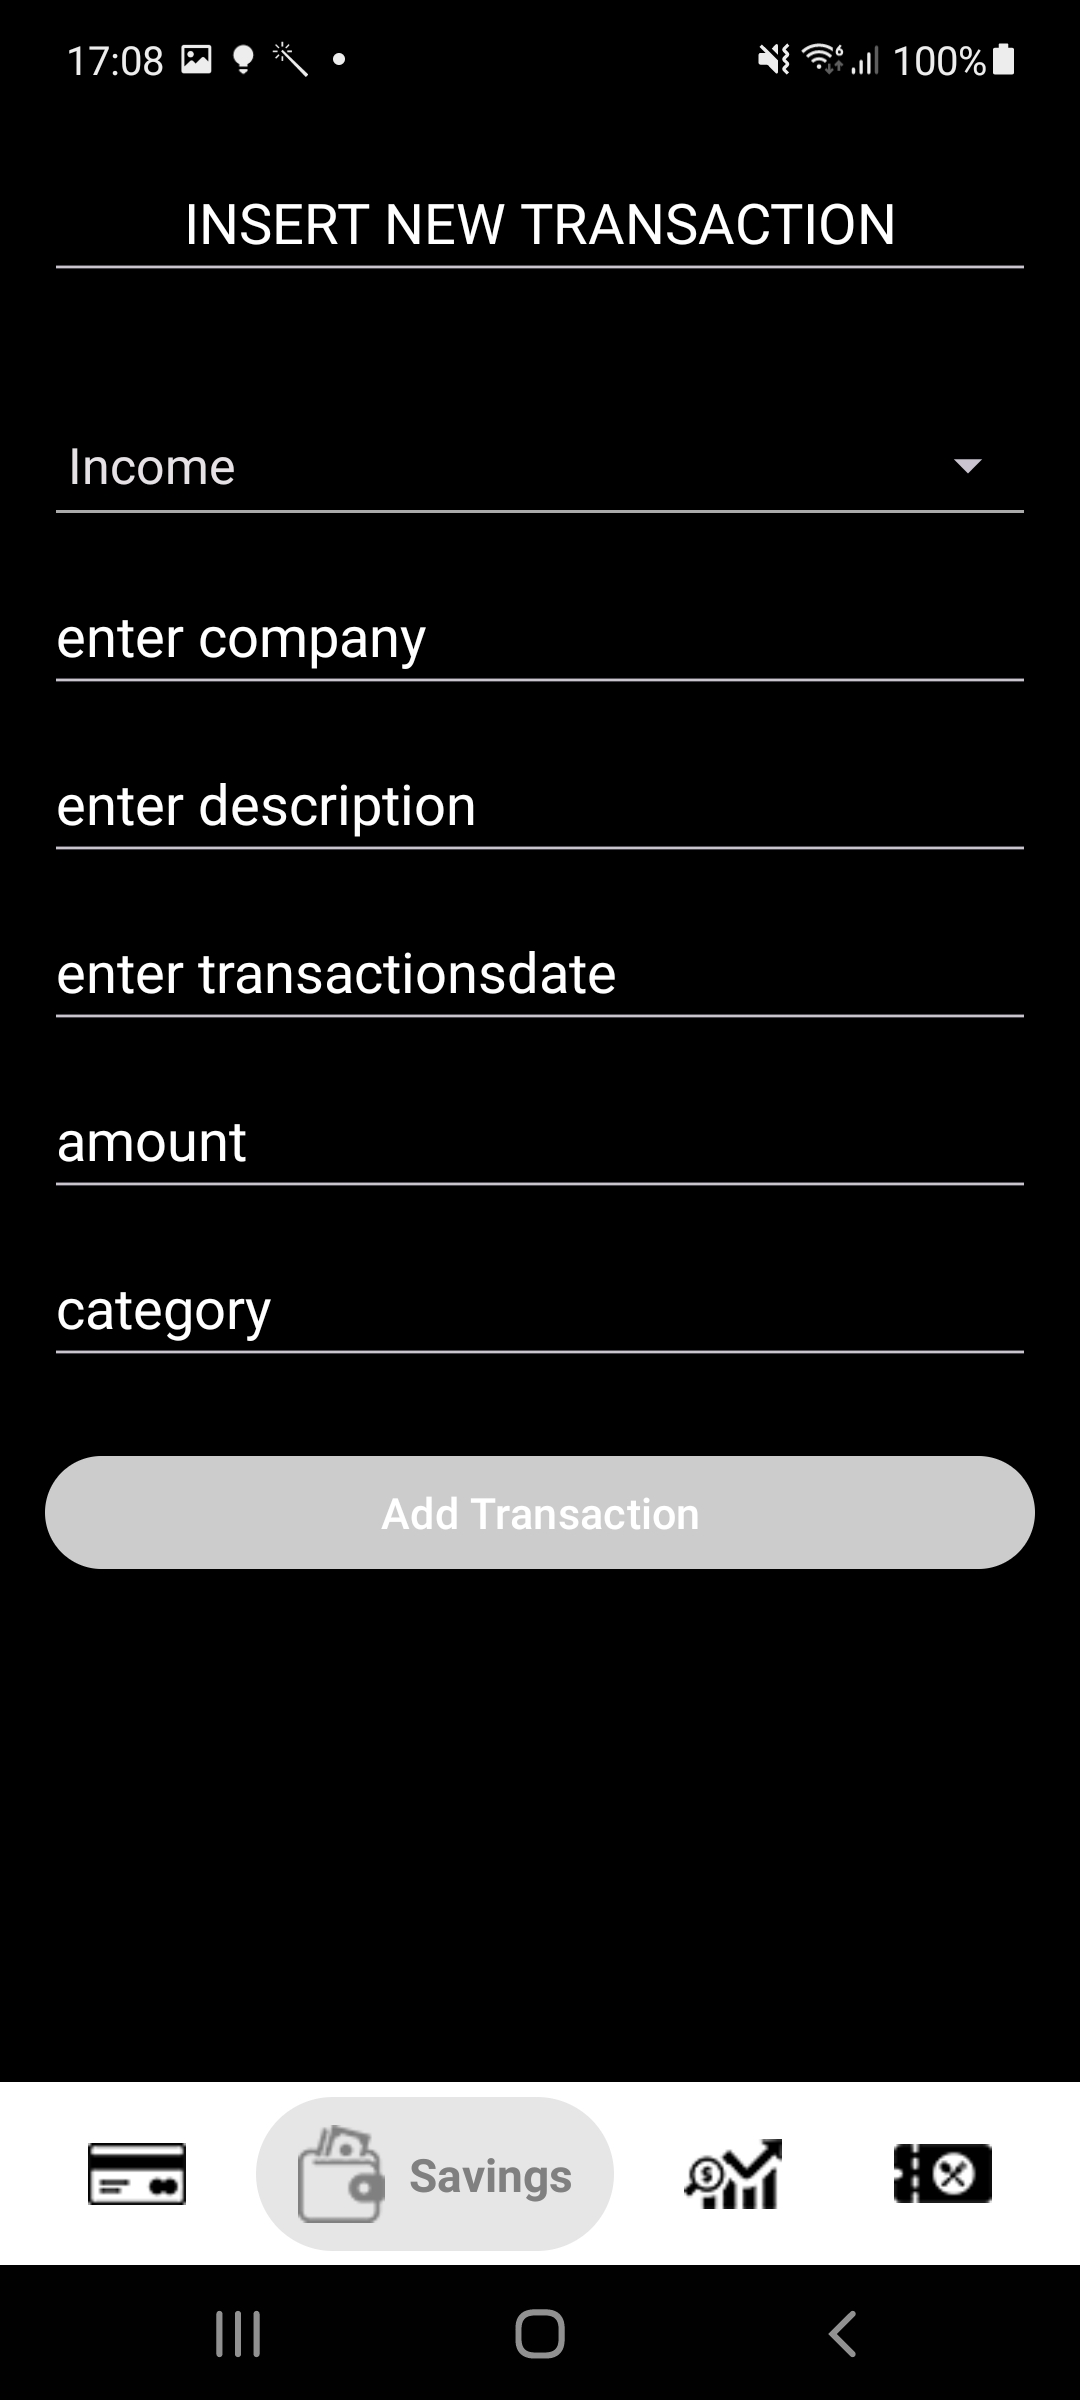 17:08 100%
INSERT NEW TRANSACTION
Income
enter company
enter description
enter transactionsdate
amount
category
Add Transaction
Savings